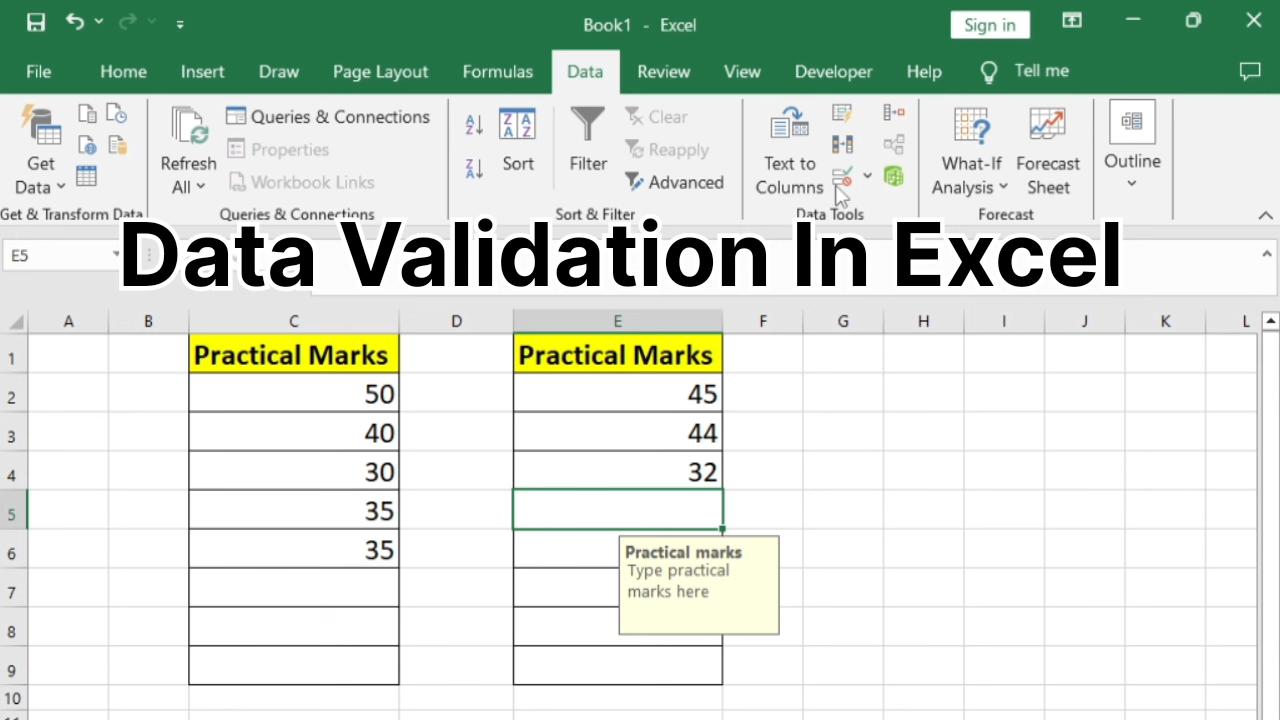 Book1 - Excel
Sign in
File Home Insert Draw Page Layout Formulas Data Review View Developer Help Tell me
Queries & Connections
Clear
Properties
Reapply
Get Data
Refresh All
Workbook Links
Sort
Filter
Advanced
Text to Columns
What-If Analysis
Forecast Sheet
Outline
Get & Transform Data
Queries & Connections
Sort & Filter
Data Tools
Forecast
E5
Data Validation In Excel
A B C D E F G H I J K L
1 Practical Marks Practical Marks
2 50 45
3 40 44
4 30 32
5 35
6 35
Practical marks
Type practical
marks here
7
8
9
10